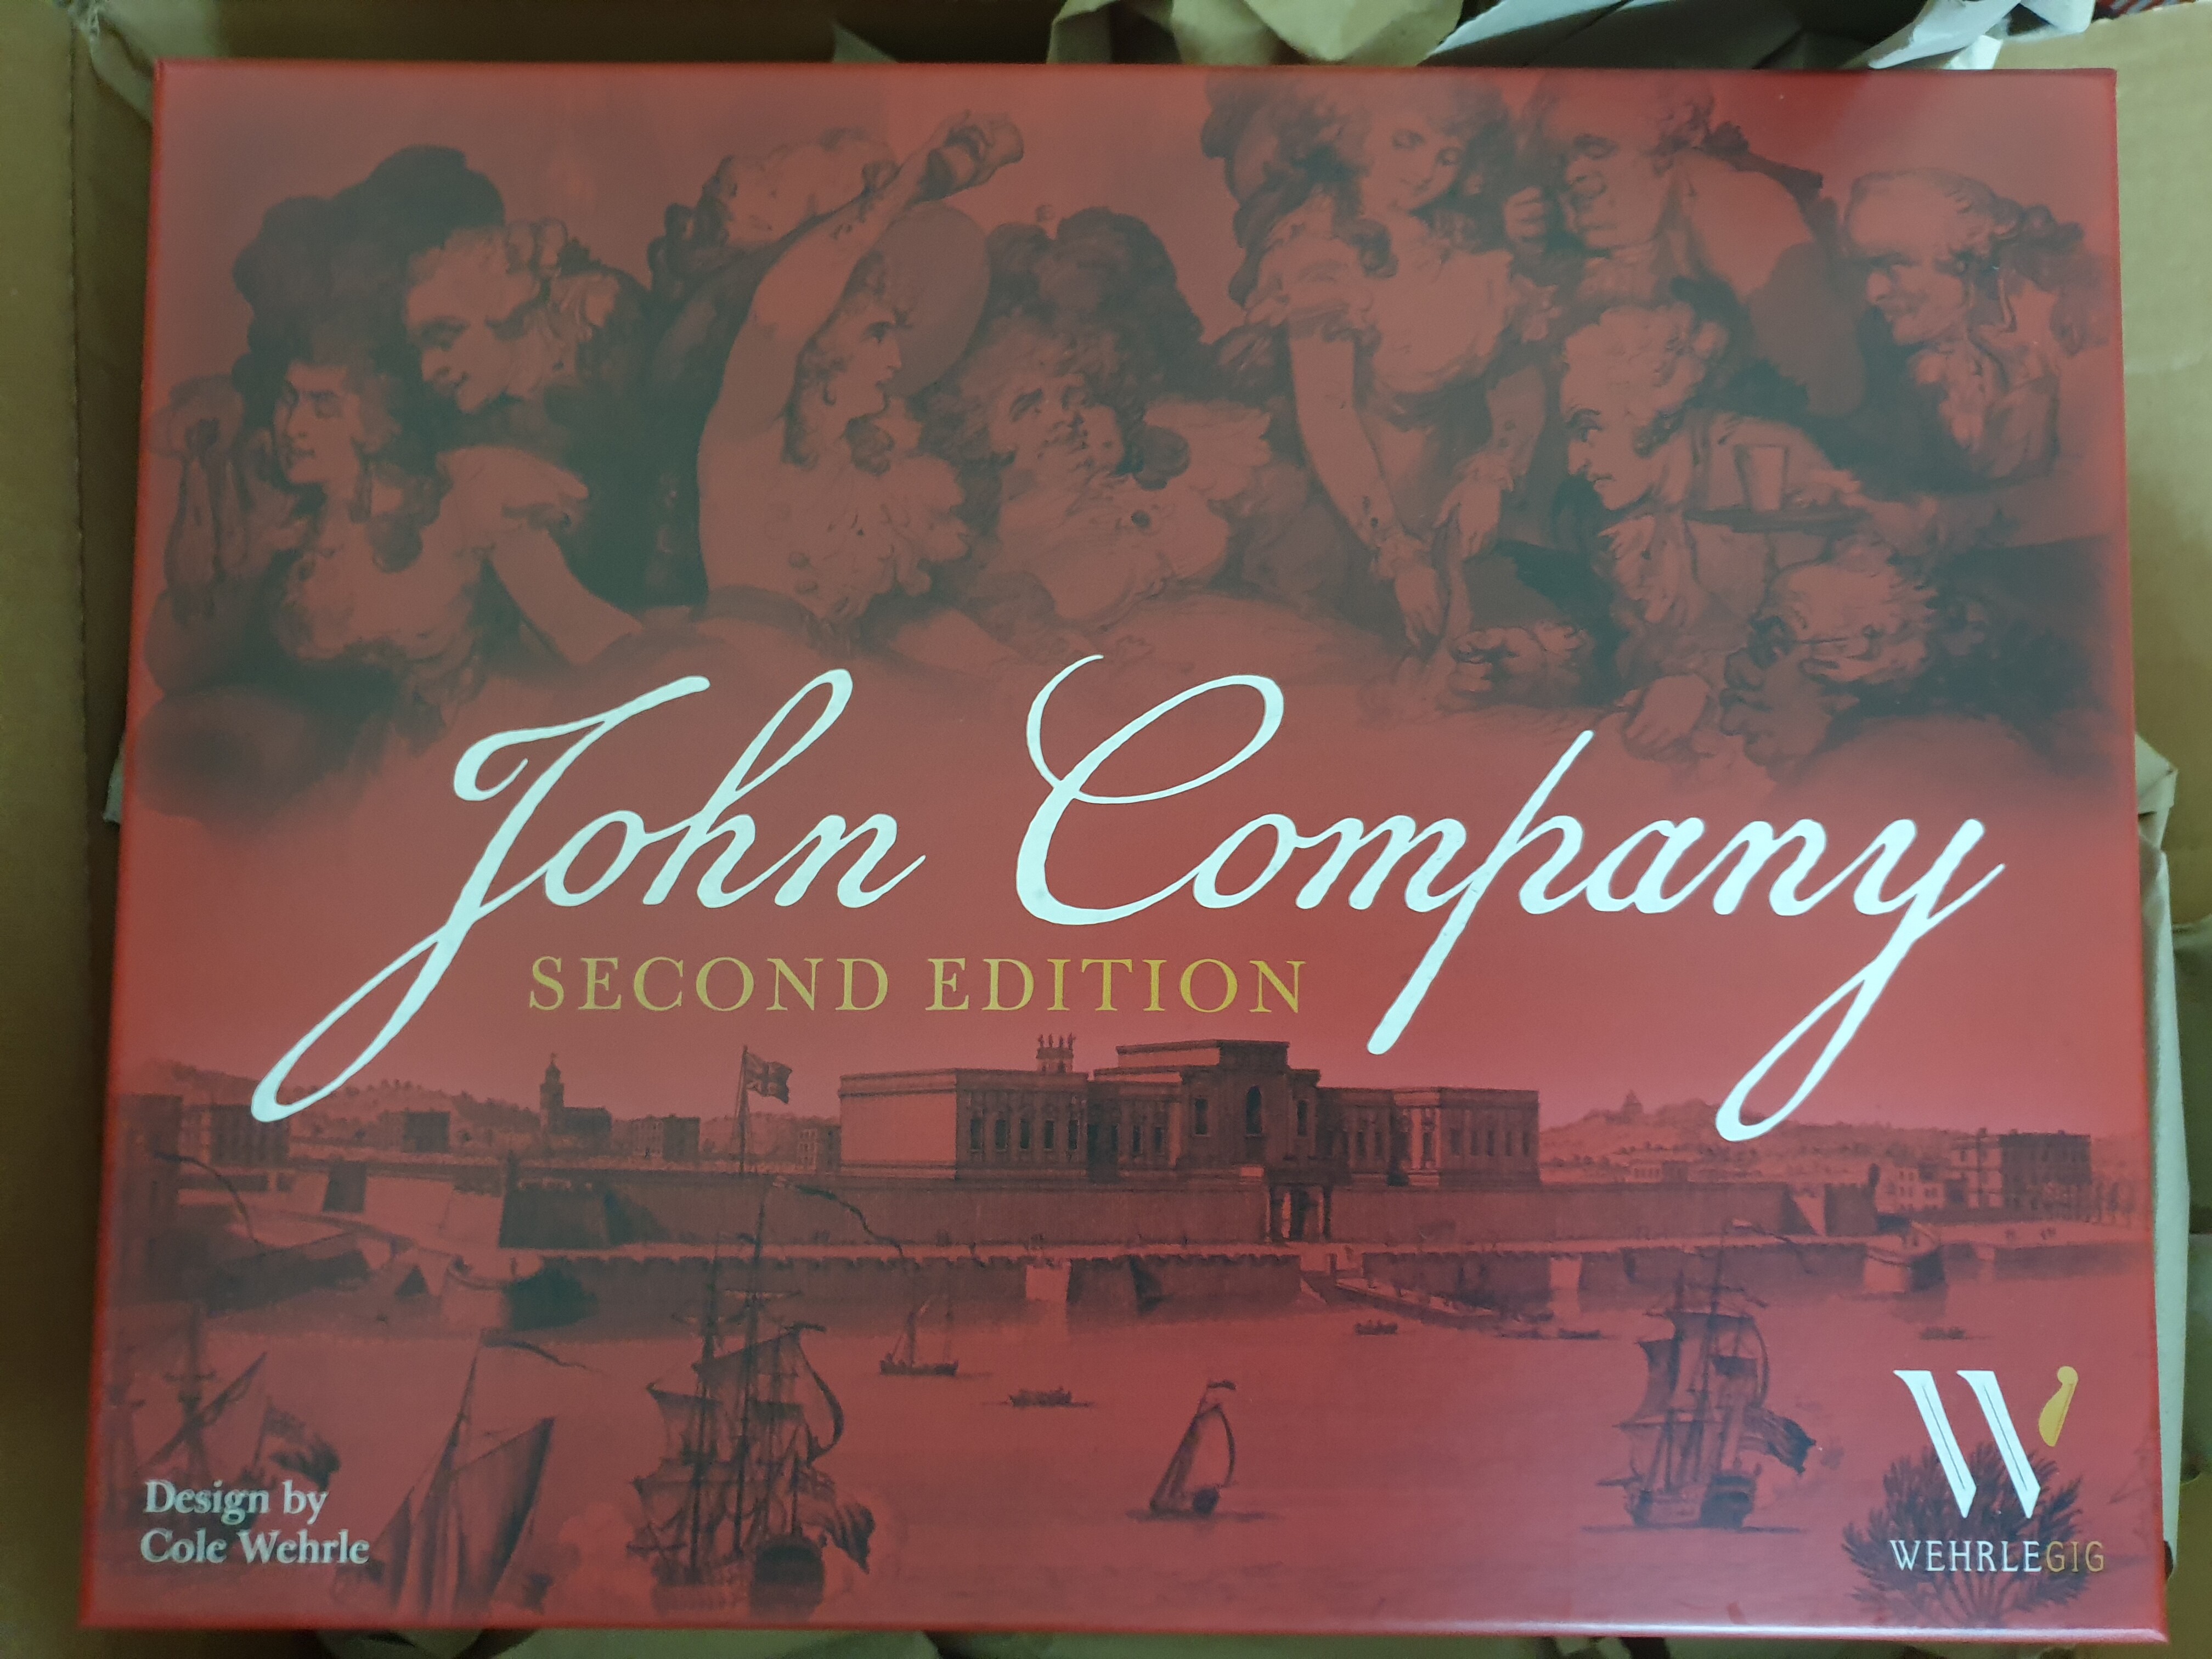 John Company
SECOND EDITION
Design by
Cole Wehrle
W
WEHRLEGIG